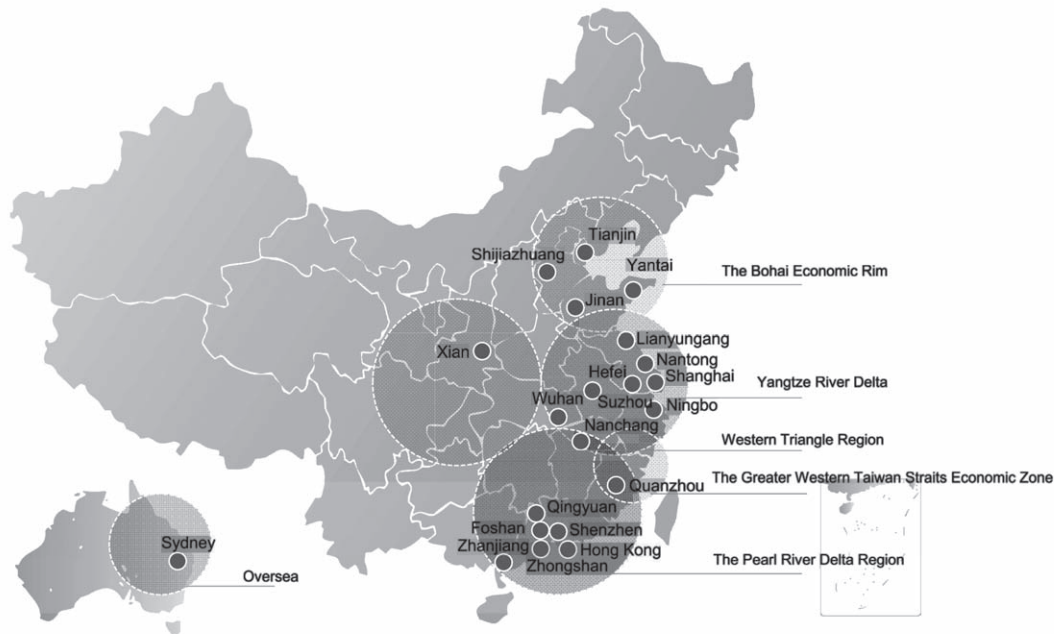 Tianjin
Shijiazhuang
Yantai
The Bohai Economic Rim
Jinan
Lianyungang
Xian
Nantong
Hefei
Shanghai
Yangtze River Delta
Wuhan
Suzhou
Ningbo
Nanchang
Western Triangle Region
The Greater Western Taiwan Straits Economic Zone
Quanzhou
Qingyuan
Foshan
Shenzhen
Sydney
Zhanjiang
Hong Kong
The Pearl River Delta Region
Zhongshan
Oversea